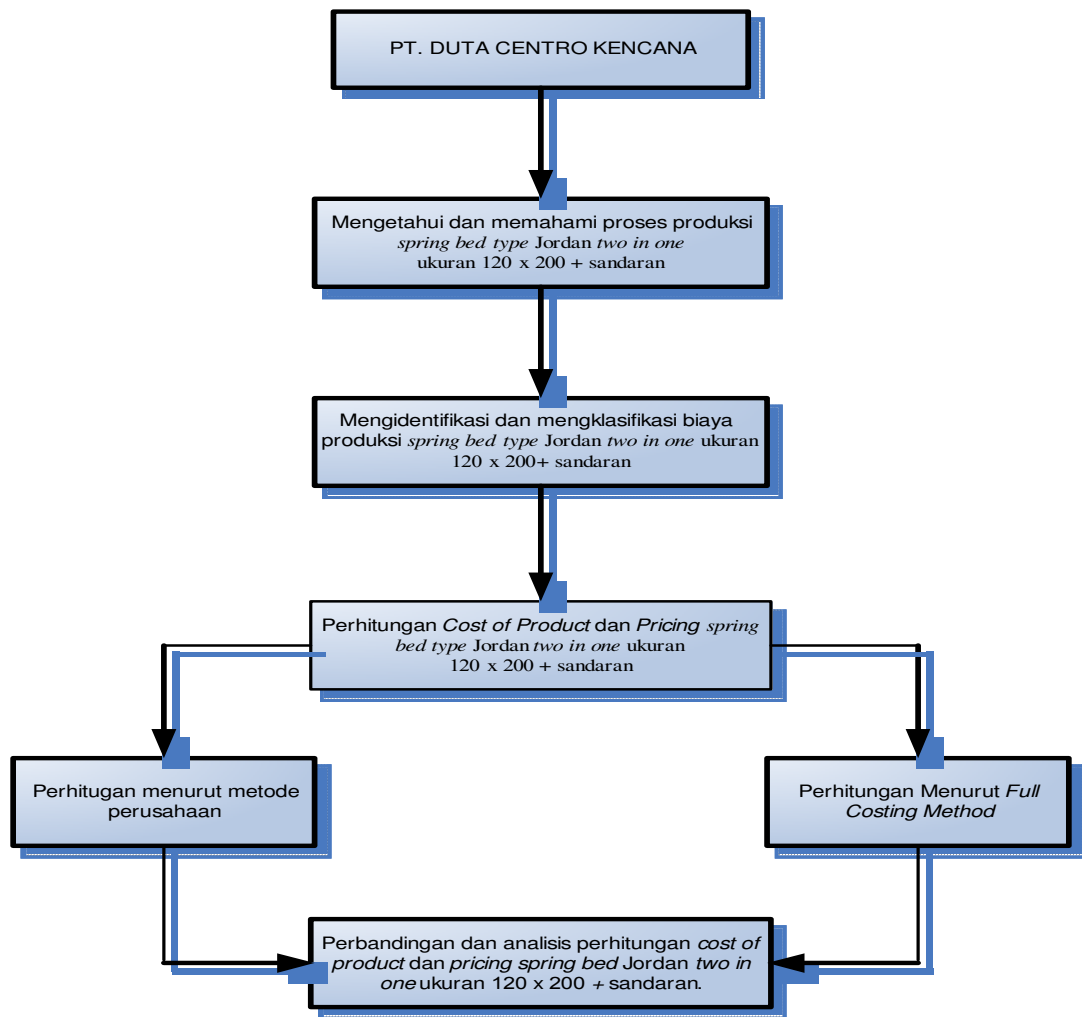 PT. DUTA CENTRO KENCANA
Mengetahui dan memahami proses produksi
spring bed type Jordan two in one
ukuran 120 x 200 + sandaran
Mengidentifikasi dan mengklasifikasi biaya
produksi spring bed type Jordan two in one ukuran
120 x 200+ sandaran
Perhitungan Cost of Product dan Pricing spring
bed type Jordan two in one ukuran
120 x 200 + sandaran
Perhitugan menurut metode
perusahaan
Perhitungan Menurut Full
Costing Method
Perbandingan dan analisis perhitungan cost of
product dan pricing spring bed Jordan two in
one ukuran 120 x 200 + sandaran.